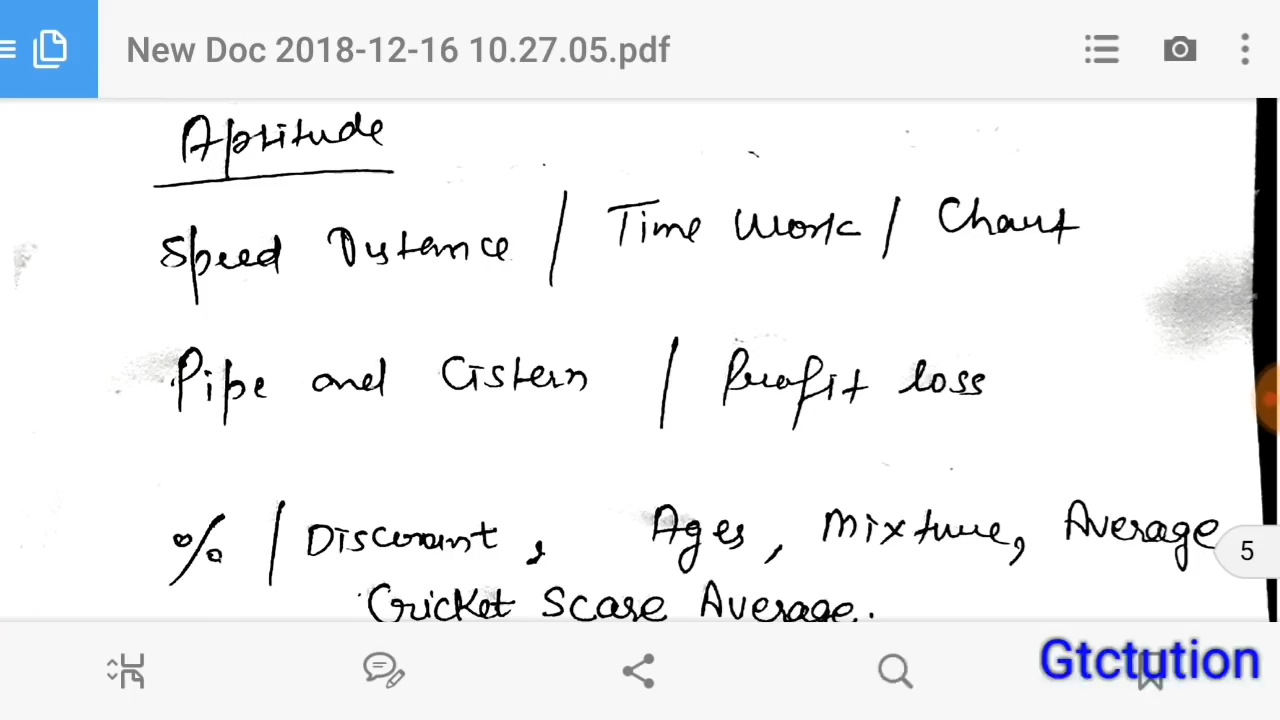 New Doc 2018-12-16 10.27.05.pdf
Aptitude
Speed Distance / Time Work / Chart
Pipe and Cistern / Profit loss
% / Discount, Ages, Mixture, Average
5
Cricket Score Average.
Gtctution